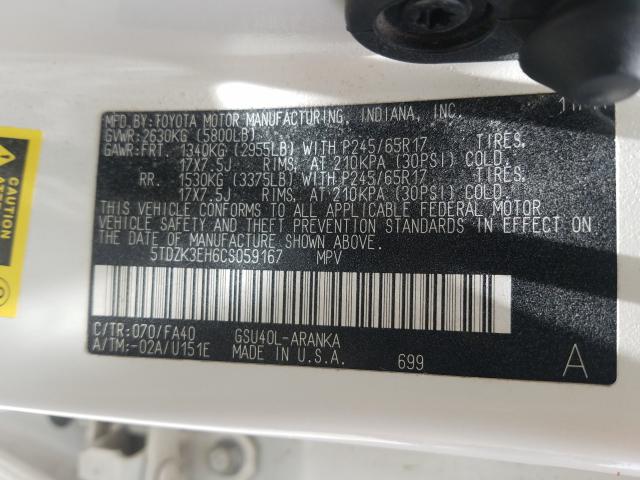 MFD.BY:TOYOTA MOTOR MANUFACTURING, INDIANA, INC.
GVWR:2630KG (5800LB)
GAWR:FRT. 1340KG (2955LB) WITH P245/65R17 TIRES.
17X7.5J RIMS, AT 210KPA (30PSI) COLD.
RR. 1530KG (3375LB) WITH P245/65R17 TIRES.
17X7.5J RIMS, AT 210KPA (30PSI) COLD.
THIS VEHICLE CONFORMS TO ALL APPLICABLE FEDERAL MOTOR
VEHICLE SAFETY AND THEFT PREVENTION STANDARDS IN EFFECT ON
THE DATE OF MANUFACTURE SHOWN ABOVE.
5TDZK3EH6CS059167 MPV
C/TR:070/FA40 GSU40L-ARANKA
A/TM:-02A/U151E MADE IN U.S.A. 699 A
CAUTION